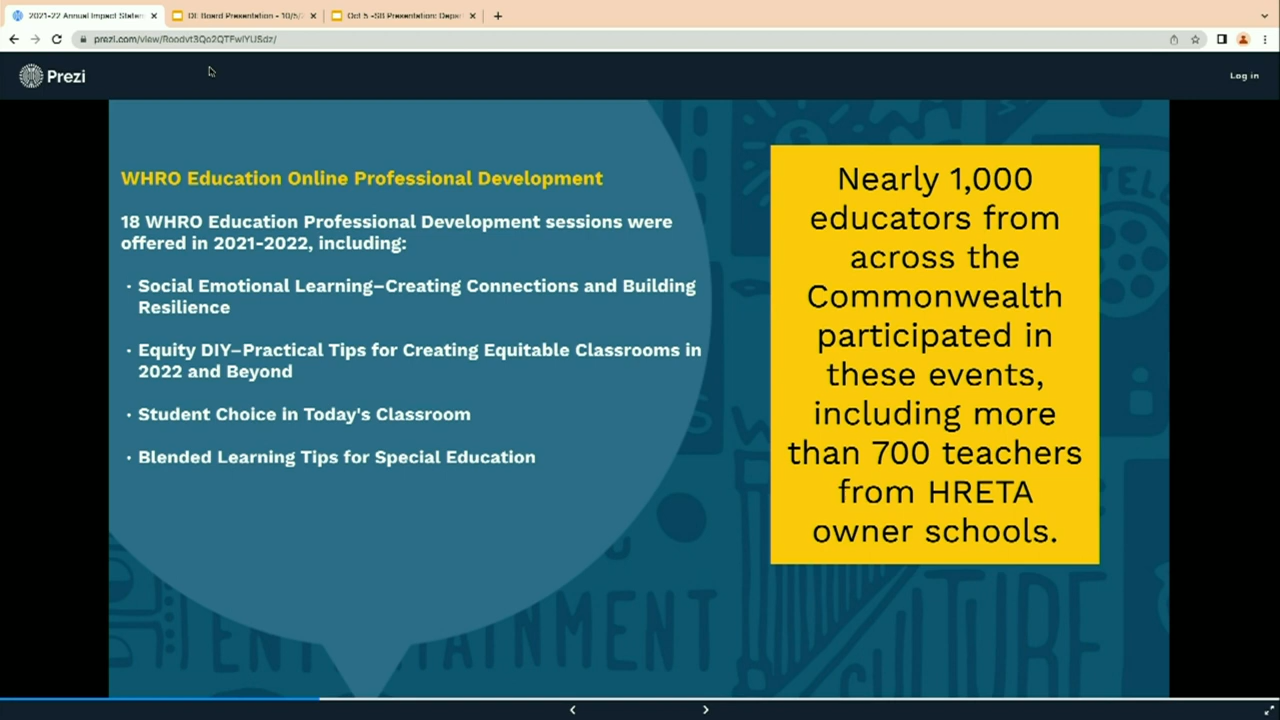 2021-22 Annual Impact Statem
OE Board Presentation - 10/5/2
Oct 5 -SB Presentation: Depar
prezi.com/view/
Prezi
Log in
WHRO Education Online Professional Development
18 WHRO Education Professional Development sessions were
offered in 2021-2022, including:
· Social Emotional Learning–Creating Connections and Building
Resilience
· Equity DIY–Practical Tips for Creating Equitable Classrooms in
2022 and Beyond
· Student Choice in Today's Classroom
· Blended Learning Tips for Special Education
Nearly 1,000
educators from
across the
Commonwealth
participated in
these events,
including more
than 700 teachers
from HRETA
owner schools.
ENTERTAINMENT
CULTURE